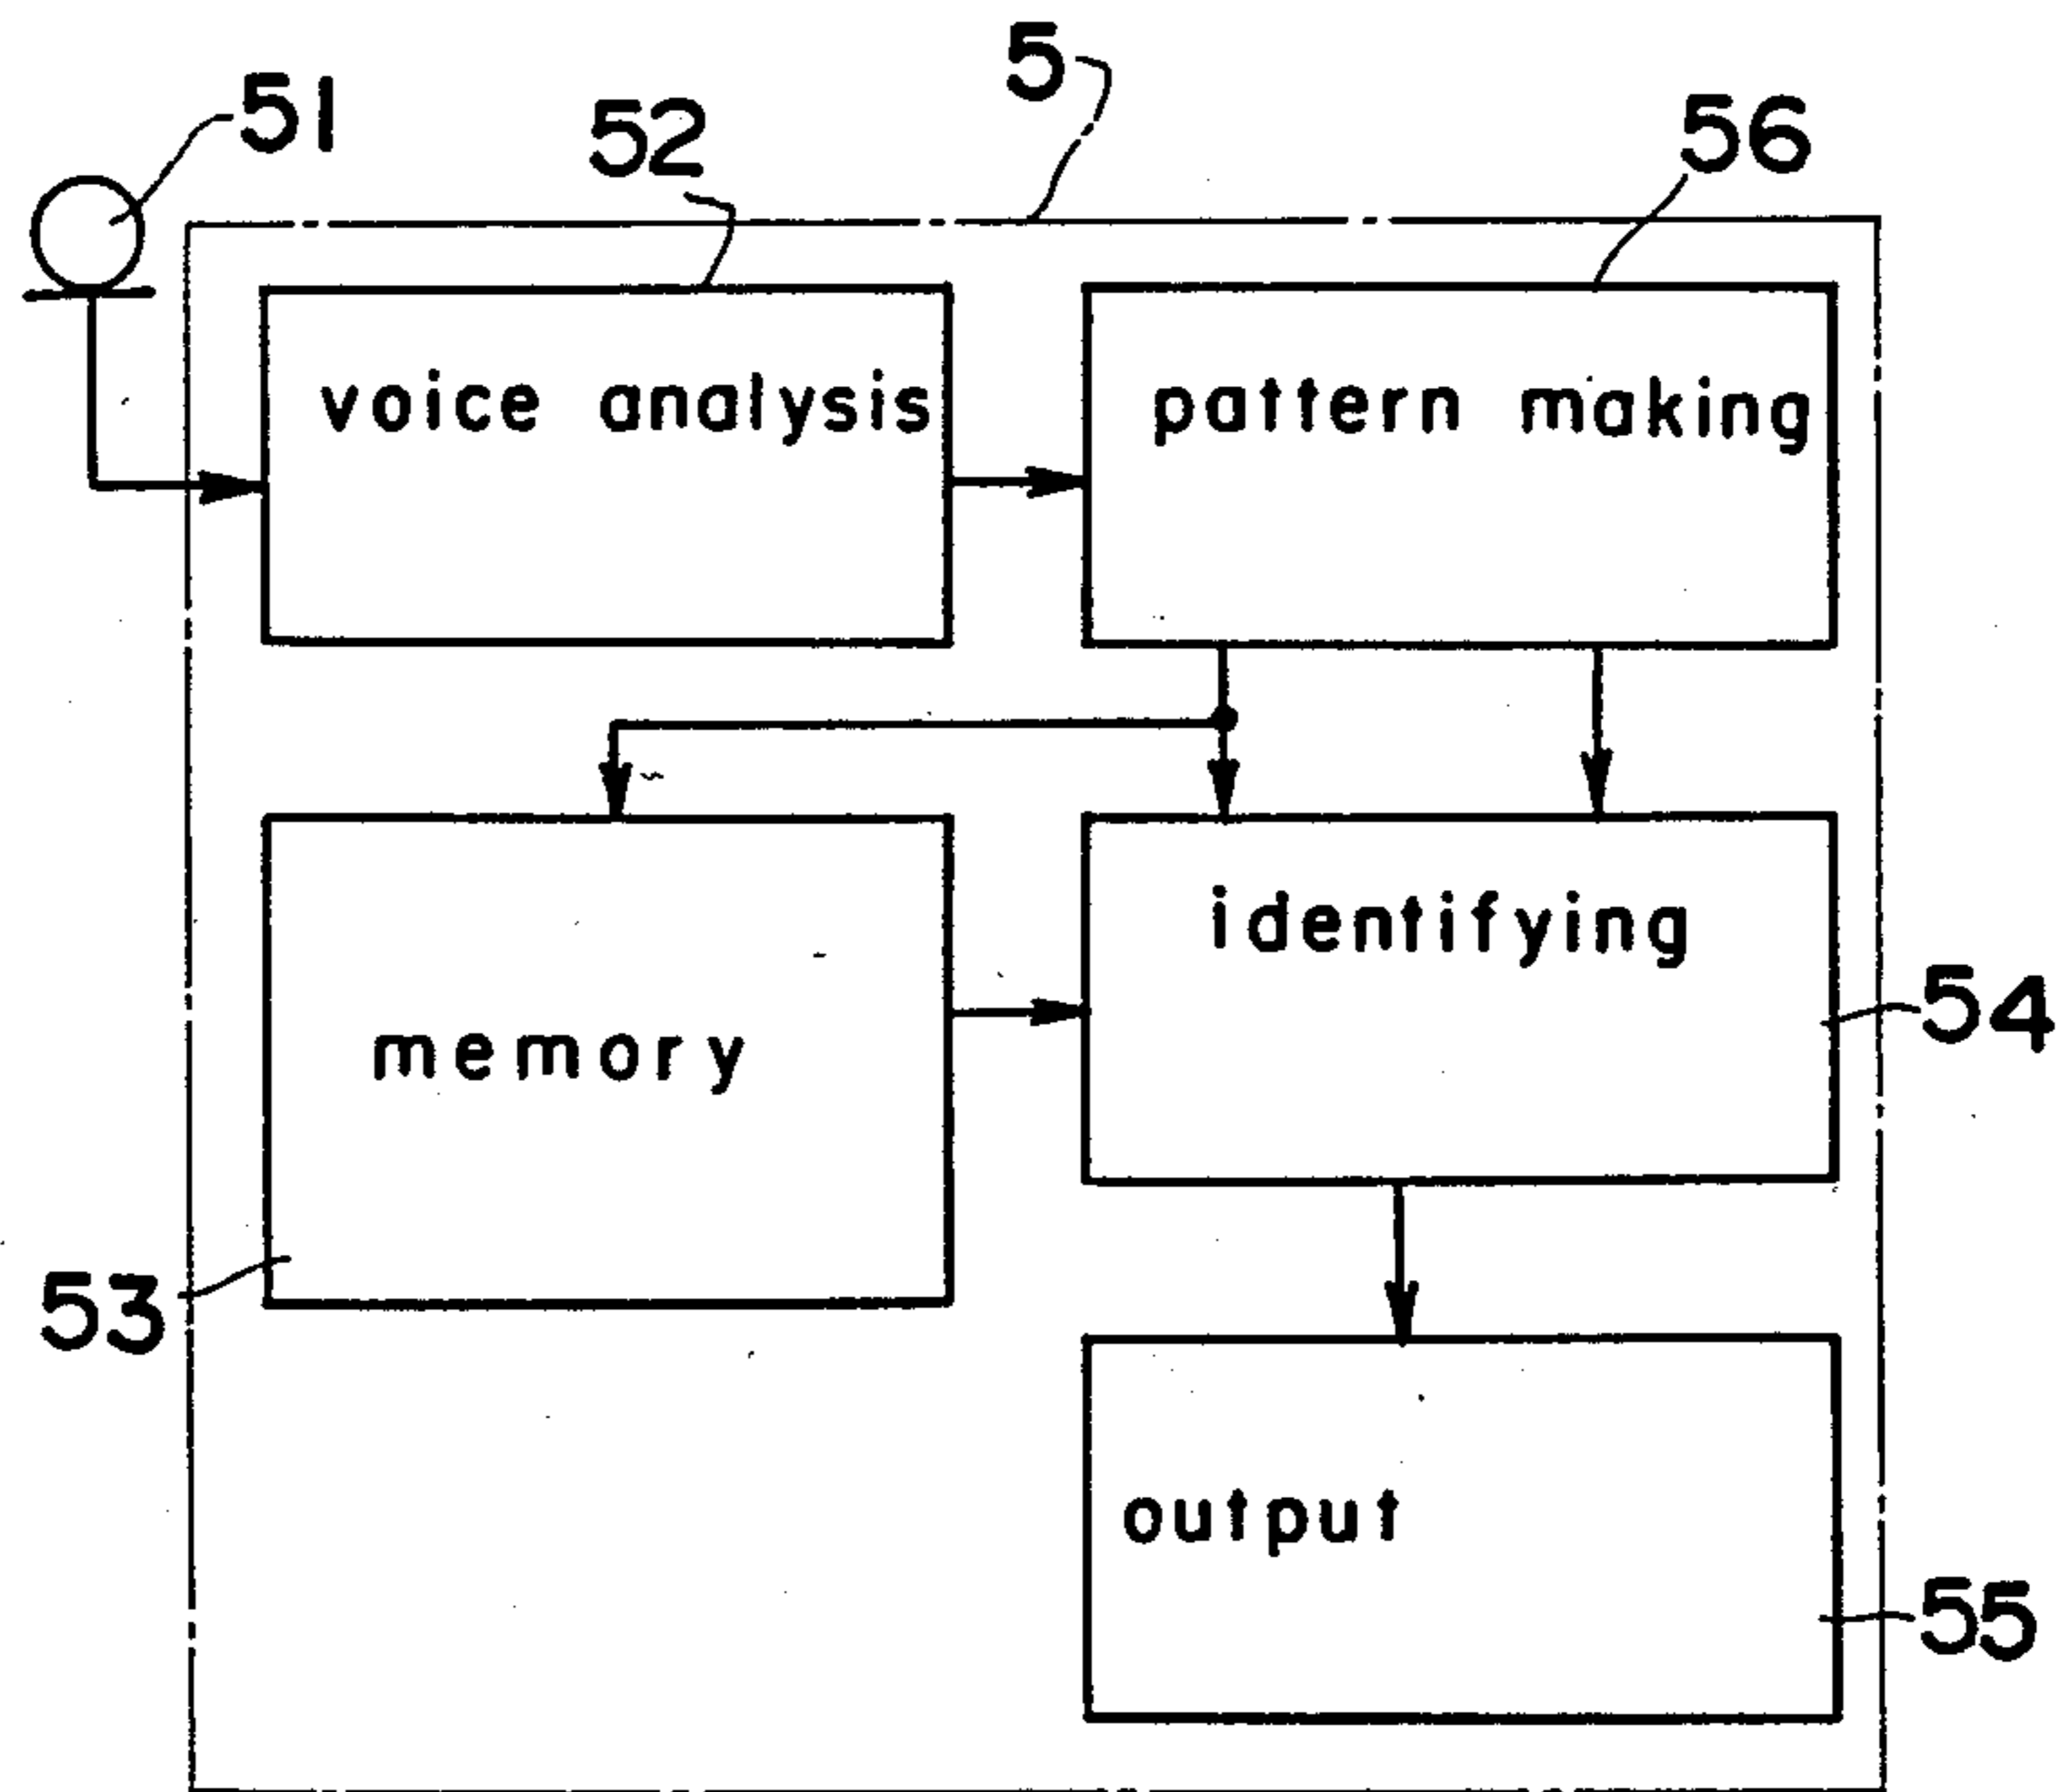 5
51
52
56
voice analysis
pattern making
identifying
54
memory
53
output
55